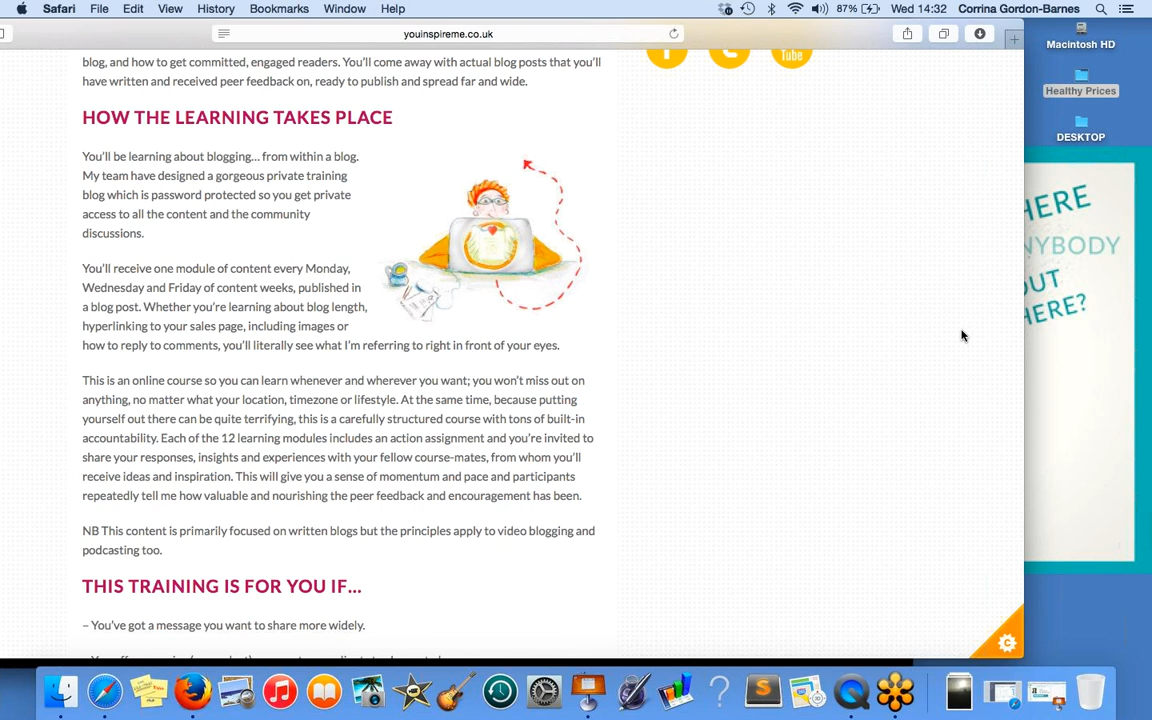 Safari File Edit View History Bookmarks Window Help 87% Wed 14:32 Corrina Gordon-Barnes
youinspireme.co.uk
Tube
Macintosh HD
Healthy Prices
DESKTOP
blog, and how to get committed, engaged readers. You'll come away with actual blog posts that you'll
have written and received peer feedback on, ready to publish and spread far and wide.
HOW THE LEARNING TAKES PLACE
You'll be learning about blogging... from within a blog.
My team have designed a gorgeous private training
blog which is password protected so you get private
access to all the content and the community
discussions.
You'll receive one module of content every Monday,
Wednesday and Friday of content weeks, published in
a blog post. Whether you're learning about blog length,
hyperlinking to your sales page, including images or
how to reply to comments, you'll literally see what I'm referring to right in front of your eyes.
This is an online course so you can learn whenever and wherever you want; you won't miss out on
anything, no matter what your location, timezone or lifestyle. At the same time, because putting
yourself out there can be quite terrifying, this is a carefully structured course with tons of built-in
accountability. Each of the 12 learning modules includes an action assignment and you're invited to
share your responses, insights and experiences with your fellow course-mates, from whom you'll
receive ideas and inspiration. This will give you a sense of momentum and pace and participants
repeatedly tell me how valuable and nourishing the peer feedback and encouragement has been.
NB This content is primarily focused on written blogs but the principles apply to video blogging and
podcasting too.
THIS TRAINING IS FOR YOU IF...
– You've got a message you want to share more widely.
HERE
NYBODY
OUT
HERE?